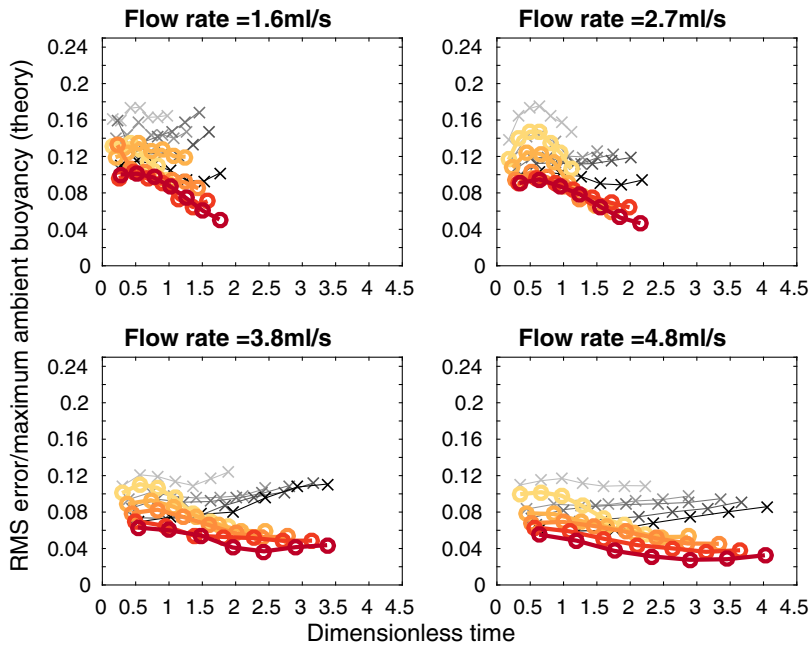 Flow rate =1.6ml/s
Flow rate =2.7ml/s
0.24
0.2
0.16
0.12
0.08
0.04
0
0 0.5 1 1.5 2 2.5 3 3.5 4 4.5
0.24
0.2
0.16
0.12
0.08
0.04
0
0 0.5 1 1.5 2 2.5 3 3.5 4 4.5
RMS error/maximum ambient buoyancy (theory)
Flow rate =3.8ml/s
Flow rate =4.8ml/s
0.24
0.2
0.16
0.12
0.08
0.04
0
0 0.5 1 1.5 2 2.5 3 3.5 4 4.5
0.24
0.2
0.16
0.12
0.08
0.04
0
0 0.5 1 1.5 2 2.5 3 3.5 4 4.5
Dimensionless time